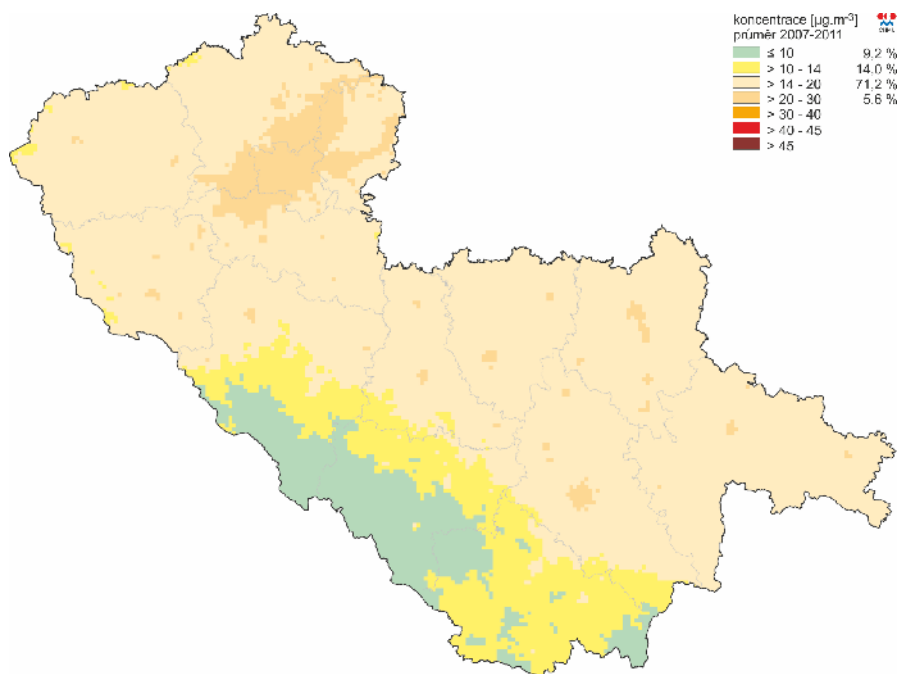 koncentrace [µg.m⁻³]
průměr 2007-2011
≤ 10 9,2 %
> 10 - 14 14,0 %
> 14 - 20 71,2 %
> 20 - 30 5,6 %
> 30 - 40
> 40 - 45
> 45